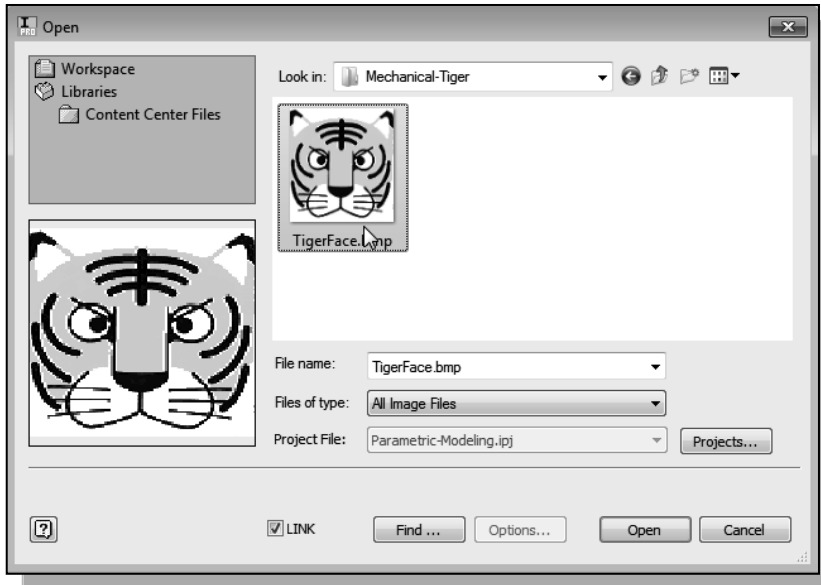 I
PRO
Open
Workspace
Libraries
Content Center Files
Look in:
Mechanical-Tiger
TigerFace.bmp
File name:
TigerFace.bmp
Files of type:
All Image Files
Project File:
Parametric-Modeling.ipj
Projects...
?
LINK
Find ...
Options...
Open
Cancel